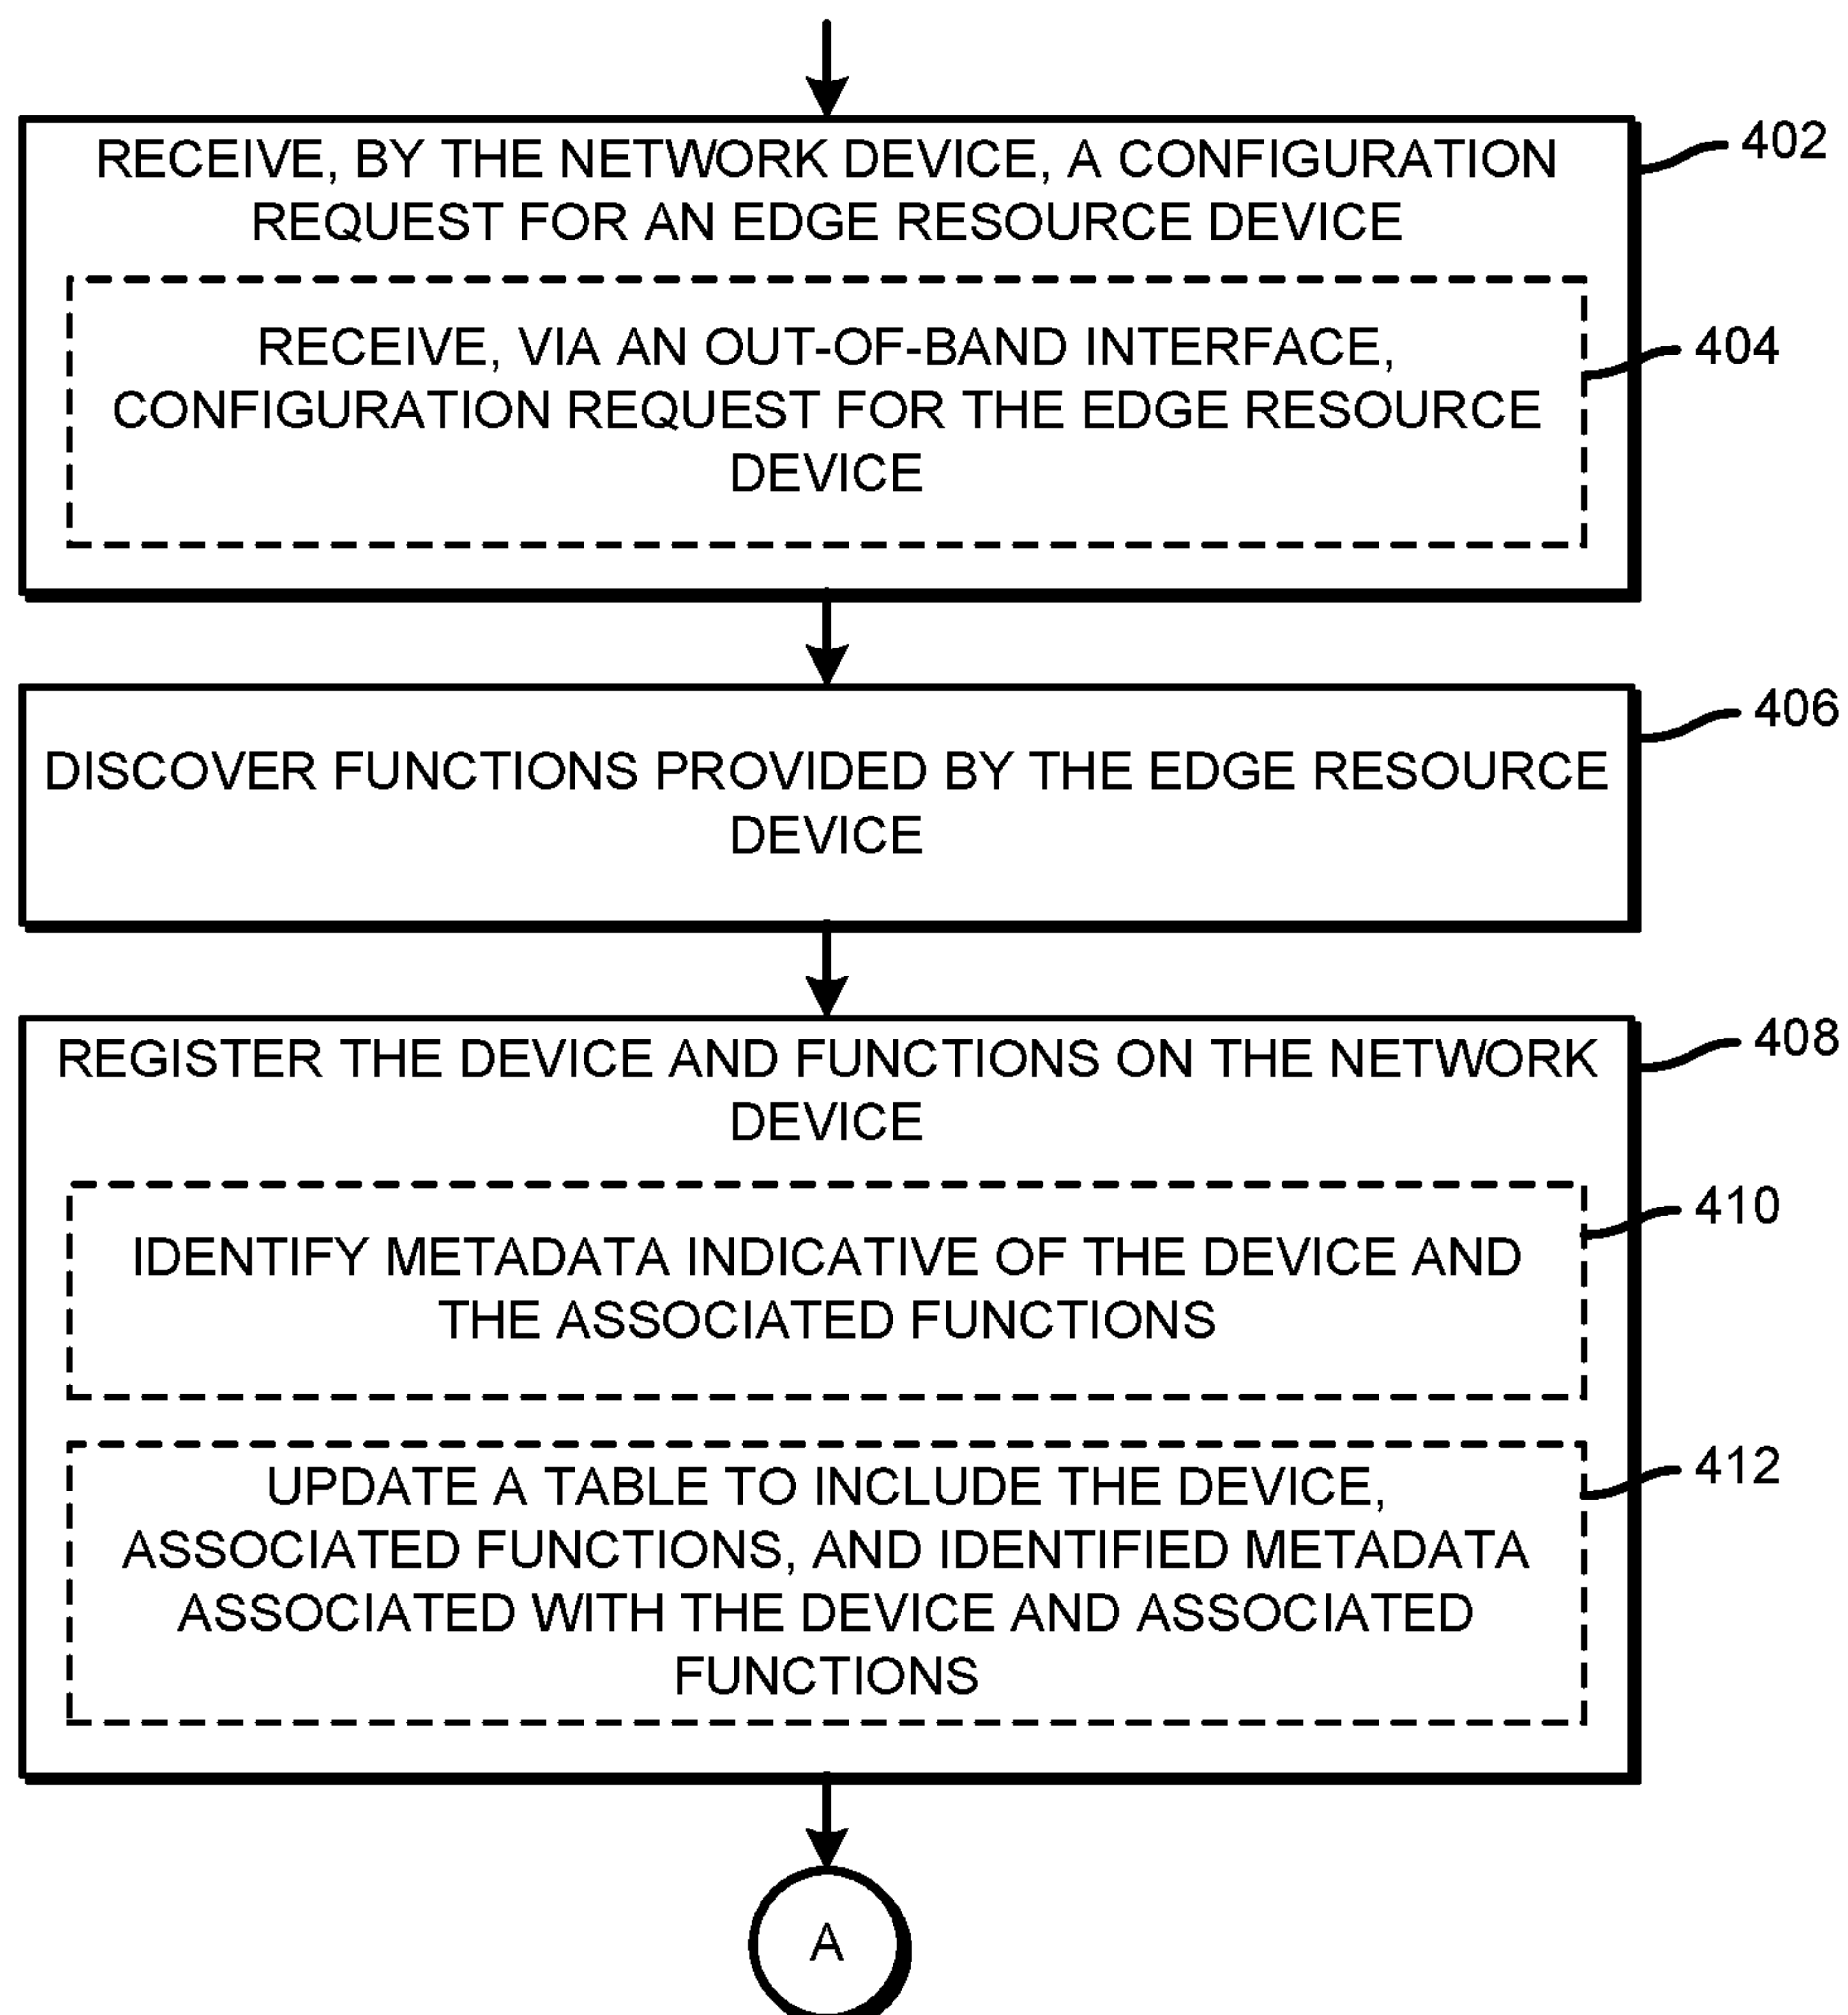 RECEIVE, BY THE NETWORK DEVICE, A CONFIGURATION
REQUEST FOR AN EDGE RESOURCE DEVICE
402
RECEIVE, VIA AN OUT-OF-BAND INTERFACE,
CONFIGURATION REQUEST FOR THE EDGE RESOURCE
DEVICE
404
DISCOVER FUNCTIONS PROVIDED BY THE EDGE RESOURCE
DEVICE
406
REGISTER THE DEVICE AND FUNCTIONS ON THE NETWORK
DEVICE
408
IDENTIFY METADATA INDICATIVE OF THE DEVICE AND
THE ASSOCIATED FUNCTIONS
410
UPDATE A TABLE TO INCLUDE THE DEVICE,
ASSOCIATED FUNCTIONS, AND IDENTIFIED METADATA
ASSOCIATED WITH THE DEVICE AND ASSOCIATED
FUNCTIONS
412
A